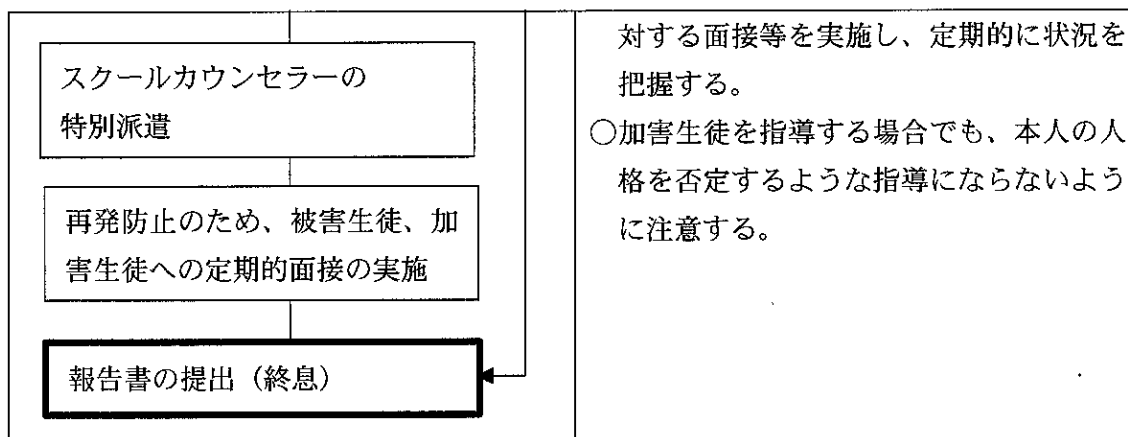 スクールカウンセラーの
特別派遣
再発防止のため、被害生徒、加
害生徒への定期的面接の実施
報告書の提出（終息）
対する面接等を実施し、定期的に状況を
把握する。
○加害生徒を指導する場合でも、本人の人
格を否定するような指導にならないよう
に注意する。